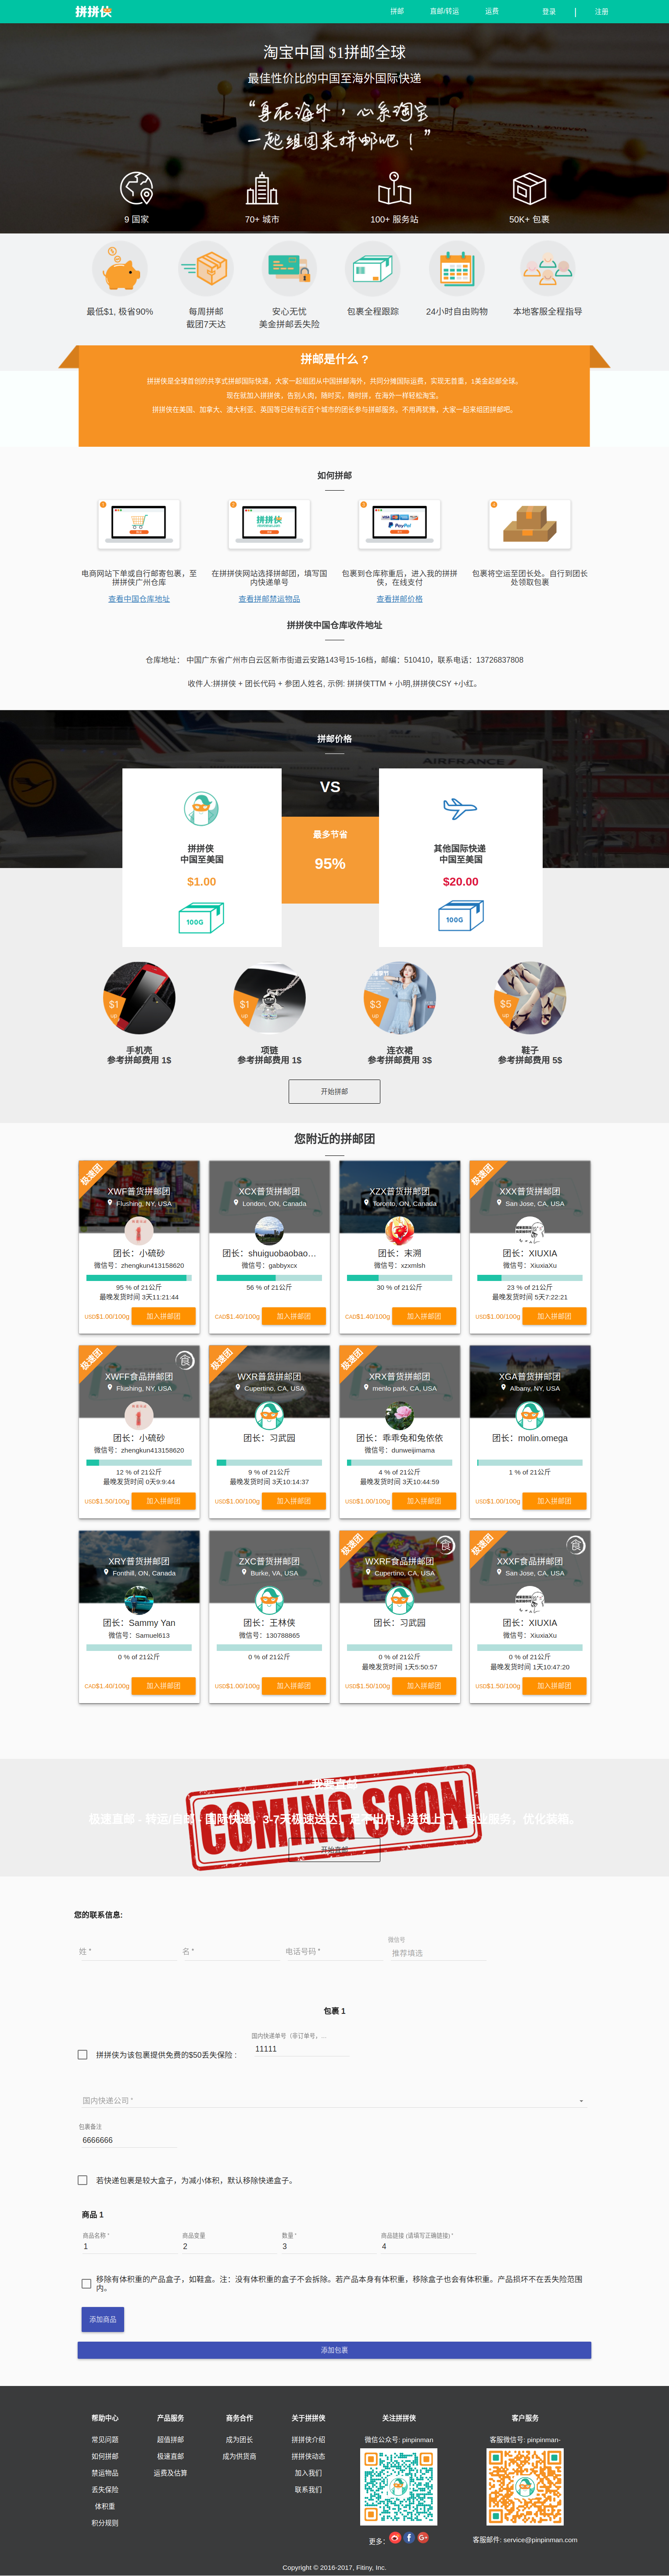 拼拼侠
拼邮 直邮/转运 运费 登录 | 注册
淘宝中国 $1拼邮全球
最佳性价比的中国至海外国际快递
“身在海外，心系淘宝
一起组团来拼邮吧！”
9 国家 70+ 城市 100+ 服务站 50K+ 包裹
最低$1, 极省90%
每周拼邮
截团7天达
安心无忧
美金拼邮丢失险
包裹全程跟踪
24小时自由购物
本地客服全程指导
拼邮是什么？
拼拼侠是全球首创的共享式拼邮国际快递，大家一起组团从中国拼邮海外，共同分摊国际运费，实现无首重，1美金起邮全球。
现在就加入拼拼侠，告别人肉，随时买，随时拼，在海外一样轻松淘宝。
拼拼侠在美国、加拿大、澳大利亚、英国等已经有近百个城市的团长参与拼邮服务。不用再犹豫，大家一起来组团拼邮吧。
如何拼邮
1
2
拼拼侠
3
PayPal
4
电商网站下单或自行邮寄包裹，至
拼拼侠广州仓库
查看中国仓库地址
在拼拼侠网站选择拼邮团，填写国
内快递单号
查看拼邮禁运物品
包裹到仓库称重后，进入我的拼拼
侠，在线支付
查看拼邮价格
包裹将空运至团长处。自行到团长
处领取包裹
拼拼侠中国仓库收件地址
仓库地址： 中国广东省广州市白云区新市街道云安路143号15-16档，邮编：510410，联系电话：13726837808
收件人:拼拼侠 + 团长代码 + 参团人姓名, 示例: 拼拼侠TTM + 小明,拼拼侠CSY +小红。
AIRFRANCE
拼邮价格
拼拼侠
中国至美国
$1.00
100G
VS
最多节省
95%
其他国际快递
中国至美国
$20.00
100G
$1
up
手机壳
参考拼邮费用 1$
$1
up
项链
参考拼邮费用 1$
$3
up
连衣裙
参考拼邮费用 3$
$5
up
鞋子
参考拼邮费用 5$
开始拼邮
您附近的拼邮团
极速团
XWF普货拼邮团
Flushing, NY, USA
团长：小硫砂
微信号：zhengkun413158620
95 % of 21公斤
最晚发货时间 3天11:21:44
USD$1.00/100g 加入拼邮团
XCX普货拼邮团
London, ON, Canada
团长：shuiguobaobao…
微信号：gabbyxcx
56 % of 21公斤
CAD$1.40/100g 加入拼邮团
XZX普货拼邮团
Toronto, ON, Canada
团长：末溯
微信号：xzxmlsh
30 % of 21公斤
CAD$1.40/100g 加入拼邮团
极速团
XXX普货拼邮团
San Jose, CA, USA
团长：XIUXIA
微信号：XiuxiaXu
23 % of 21公斤
最晚发货时间 5天7:22:21
USD$1.00/100g 加入拼邮团
极速团
食
XWFF食品拼邮团
Flushing, NY, USA
团长：小硫砂
微信号：zhengkun413158620
12 % of 21公斤
最晚发货时间 0天9:9:44
USD$1.50/100g 加入拼邮团
极速团
WXR普货拼邮团
Cupertino, CA, USA
团长：习武园
9 % of 21公斤
最晚发货时间 3天10:14:37
USD$1.00/100g 加入拼邮团
极速团
XRX普货拼邮团
menlo park, CA, USA
团长：乖乖兔和兔依依
微信号：dunweijimama
4 % of 21公斤
最晚发货时间 3天10:44:59
USD$1.00/100g 加入拼邮团
XGA普货拼邮团
Albany, NY, USA
团长：molin.omega
1 % of 21公斤
USD$1.00/100g 加入拼邮团
XRY普货拼邮团
Fonthill, ON, Canada
团长：Sammy Yan
微信号：Samuel613
0 % of 21公斤
CAD$1.40/100g 加入拼邮团
ZXC普货拼邮团
Burke, VA, USA
团长：王林侠
微信号：130788865
0 % of 21公斤
USD$1.00/100g 加入拼邮团
极速团
食
WXRF食品拼邮团
Cupertino, CA, USA
团长：习武园
0 % of 21公斤
最晚发货时间 1天5:50:57
USD$1.50/100g 加入拼邮团
极速团
食
XXXF食品拼邮团
San Jose, CA, USA
团长：XIUXIA
微信号：XiuxiaXu
0 % of 21公斤
最晚发货时间 1天10:47:20
USD$1.50/100g 加入拼邮团
极速直邮 - 转运/自邮 - 国际快递，3-7天极速送达，足不出户，送货上门。专业服务，优化装箱。
COMING SOON
开始直邮
您的联系信息:
姓 * 名 * 电话号码 *
微信号
推荐填选
包裹 1
拼拼侠为该包裹提供免费的$50丢失保险 :
国内快递单号（非订单号, ...
11111
国内快递公司 *
包裹备注
6666666
若快递包裹是较大盒子，为减小体积，默认移除快递盒子。
商品 1
商品名称 * 商品变量 数量 * 商品链接 (请填写正确链接) *
1 2 3 4
移除有体积重的产品盒子，如鞋盒。注：没有体积重的盒子不会拆除。若产品本身有体积重，移除盒子也会有体积重。产品损坏不在丢失险范围
内。
添加商品
添加包裹
帮助中心
常见问题
如何拼邮
禁运物品
丢失保险
体积重
积分规则
产品服务
超值拼邮
极速直邮
运费及估算
商务合作
成为团长
成为供货商
关于拼拼侠
拼拼侠介绍
拼拼侠动态
加入我们
联系我们
关注拼拼侠
微信公众号: pinpinman
更多：
客户服务
客服微信号: pinpinman-
客服邮件: service@pinpinman.com
Copyright © 2016-2017, Fitiny, Inc.